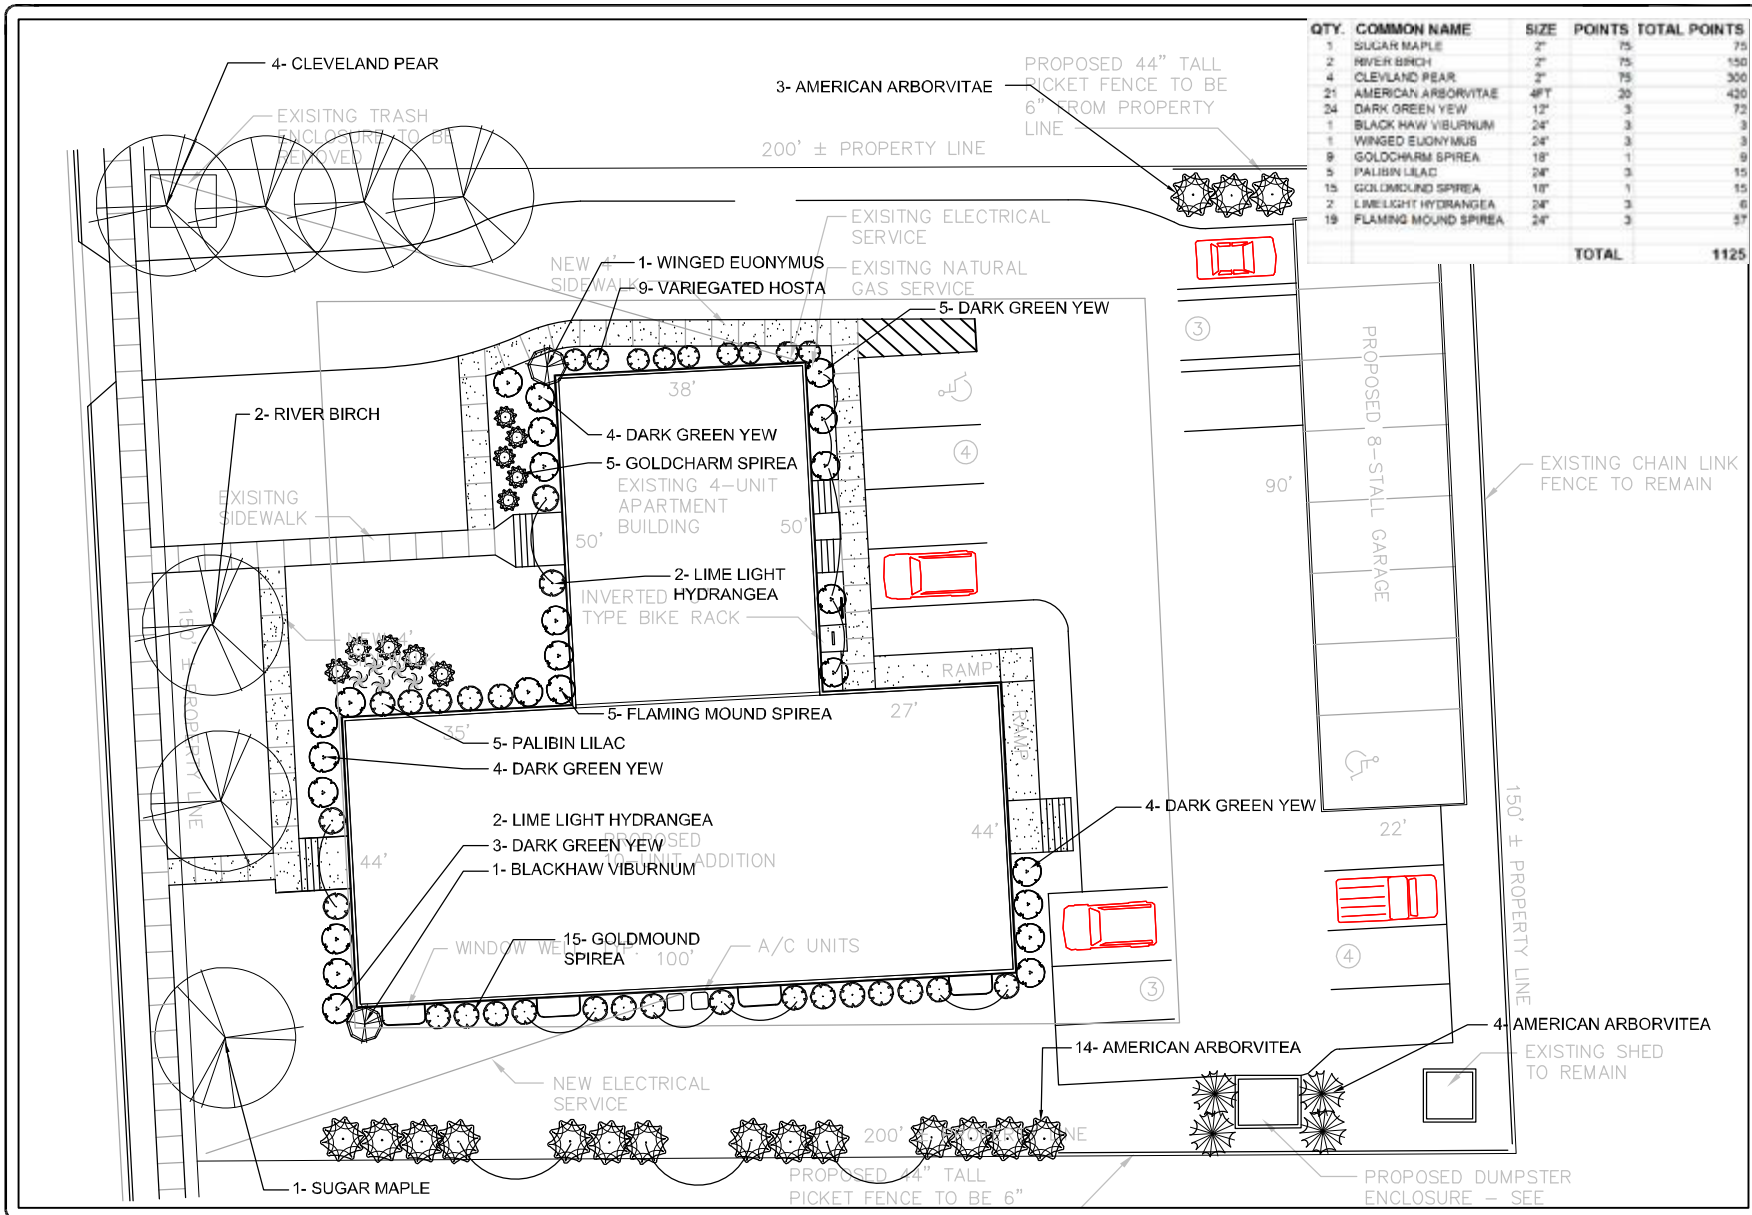 QTY. COMMON NAME SIZE POINTS TOTAL POINTS
1 SUGAR MAPLE 2" 75 75
2 RIVER BIRCH 2" 75 150
4 CLEVLAND PEAR 2" 75 300
21 AMERICAN ARBORVITAE 4FT 20 420
24 DARK GREEN YEW 12" 3 72
1 BLACK HAW VIBURNUM 24" 3 3
1 WINGED EUONYMUS 24" 3 3
9 GOLDCHARM SPIREA 18" 1 9
5 PALIBIN LILAC 24" 3 15
15 GOLDMOUND SPIREA 18" 1 15
2 LIMELIGHT HYDRANGEA 24" 3 6
19 FLAMING MOUND SPIREA 24" 3 57
TOTAL 1125
4- CLEVELAND PEAR
EXISITNG TRASH
ENCLOSURE TO BE
REMOVED
3- AMERICAN ARBORVITAE
PROPOSED 44" TALL
PICKET FENCE TO BE
6" FROM PROPERTY
LINE
200' ± PROPERTY LINE
EXISITNG ELECTRICAL
SERVICE
EXISITNG NATURAL
GAS SERVICE
NEW 4'
SIDEWALK
1- WINGED EUONYMUS
9- VARIEGATED HOSTA
5- DARK GREEN YEW
3
38'
2- RIVER BIRCH
4- DARK GREEN YEW
5- GOLDCHARM SPIREA
4
EXISTING 4-UNIT
APARTMENT
BUILDING
EXISITNG
SIDEWALK
50'
50'
90'
PROPOSED 8-STALL GARAGE
EXISTING CHAIN LINK
FENCE TO REMAIN
2- LIME LIGHT
HYDRANGEA
INVERTED
TYPE BIKE RACK
150' ± PROPERTY LINE
NEW 4'
RAMP
RAMP
27'
5- FLAMING MOUND SPIREA
35'
5- PALIBIN LILAC
4- DARK GREEN YEW
2- LIME LIGHT HYDRANGEA
3- DARK GREEN YEW
1- BLACKHAW VIBURNUM
PROPOSED
10-UNIT ADDITION
44'
44'
4- DARK GREEN YEW
22'
150' ± PROPERTY LINE
15- GOLDMOUND
SPIREA
WINDOW WELL TYP.
100'
A/C UNITS
4
3
4- AMERICAN ARBORVITEA
14- AMERICAN ARBORVITEA
EXISTING SHED
TO REMAIN
NEW ELECTRICAL
SERVICE
200' ± PROPERTY LINE
PROPOSED 44" TALL
PICKET FENCE TO BE 6"
PROPOSED DUMPSTER
ENCLOSURE - SEE
1- SUGAR MAPLE